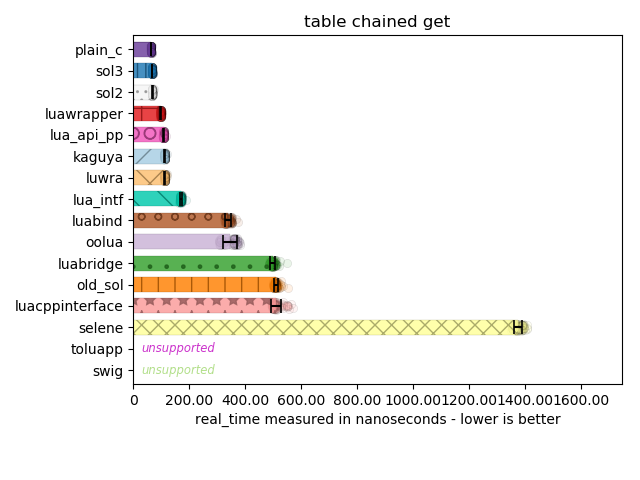 table chained get
plain_c
sol3
sol2
luawrapper
lua_api_pp
kaguya
luwra
lua_intf
luabind
oolua
luabridge
old_sol
luacppinterface
selene
toluapp unsupported
swig unsupported
0 200.00 400.00 600.00 800.00 1000.00 1200.00 1400.00 1600.00
real_time measured in nanoseconds - lower is better